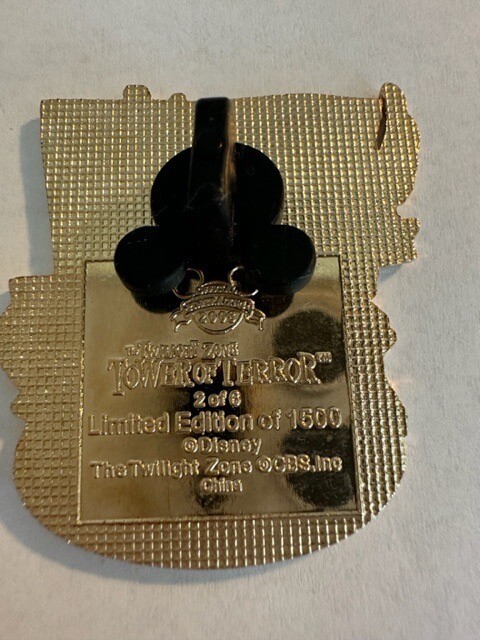 2009
The Twilight Zone
Tower of Terror™
2 of 6
Limited Edition of 1500
©Disney
The Twilight Zone ©CBS.Inc
China